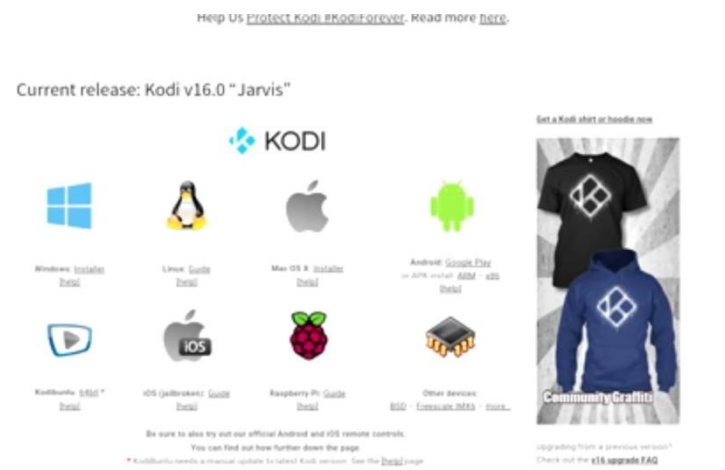 Help Us Protect Kodi #KodiForever. Read more here.
Current release: Kodi v16.0 “Jarvis”
Get a Kodi shirt or hoodie now
KODI
Windows: Installer
[help]
Linux: Guide
[help]
Mac OS X: Installer
[help]
Android: Google Play
or APK install: ARM - x86
[help]
iOS
Kodibuntu: 64bit *
[help]
iOS (jailbroken): Guide
[help]
Raspberry Pi: Guide
[help]
Other devices:
BSD - Freescale IMX6 - more...
Community Graffiti
Be sure to also try out our official Android and iOS remote controls.
You can find out how further down the page.
* Kodibuntu needs a manual update to latest Kodi version. See the [help] page
Upgrading from a previous version?
Check out the v16 upgrade FAQ